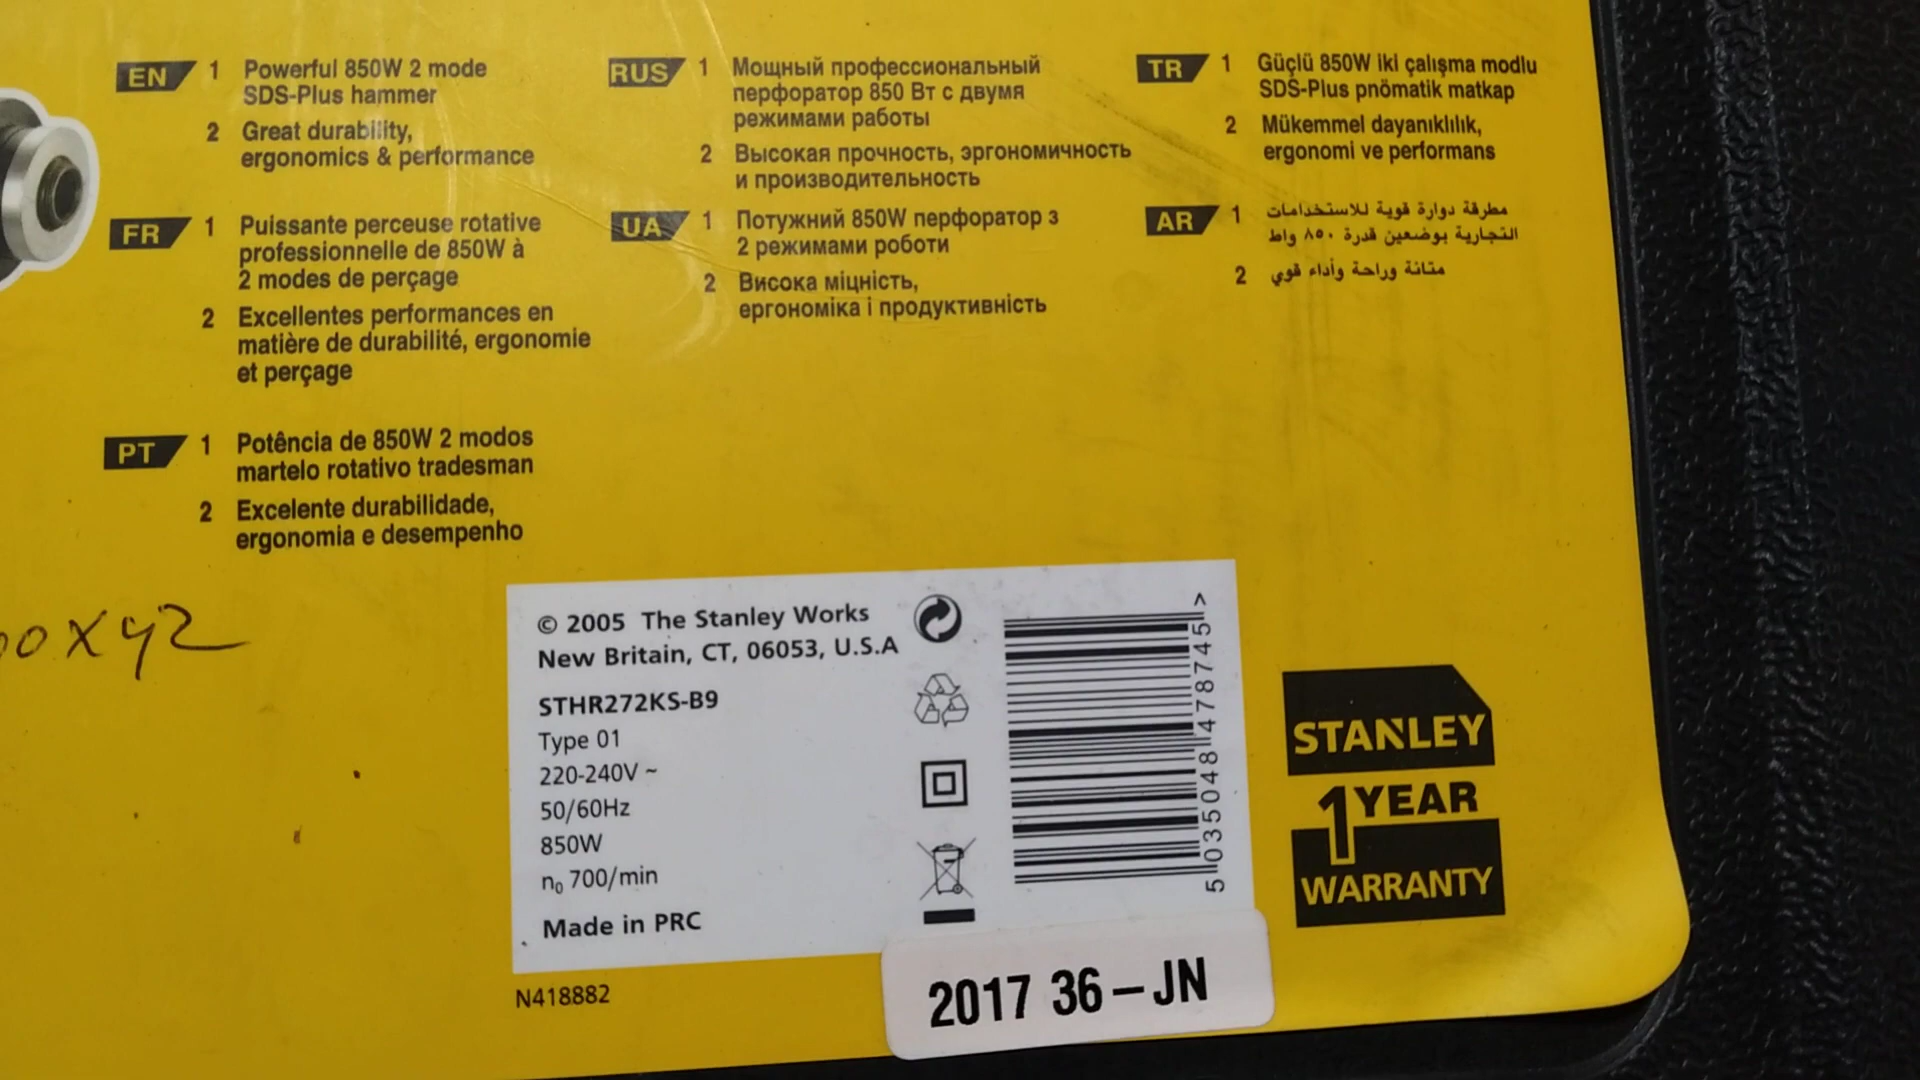 EN 1 Powerful 850W 2 mode
SDS-Plus hammer
2 Great durability,
ergonomics & performance
FR 1 Puissante perceuse rotative
professionnelle de 850W à
2 modes de perçage
2 Excellentes performances en
matière de durabilité, ergonomie
et perçage
PT 1 Potência de 850W 2 modos
martelo rotativo tradesman
2 Excelente durabilidade,
ergonomia e desempenho
RUS 1 Мощный профессиональный
перфоратор 850 Вт с двумя
режимами работы
2 Высокая прочность, эргономичность
и производительность
UA 1 Потужний 850W перфоратор з
2 режимами роботи
2 Висока міцність,
ергономіка і продуктивність
TR 1 Güçlü 850W iki çalışma modlu
SDS-Plus pnömatik matkap
2 Mükemmel dayanıklılık,
ergonomi ve performans
AR 1 مطرقة دوارة قوية للاستخدامات
التجارية بوضعين قدرة ٨٥٠ واط
2 متانة وراحة وأداء قوي
© 2005 The Stanley Works
New Britain, CT, 06053, U.S.A
STHR272KS-B9
Type 01
220-240V ~
50/60Hz
850W
n₀ 700/min
Made in PRC
5 035048 478745 >
N418882
2017 36-JN
STANLEY
1 YEAR
WARRANTY